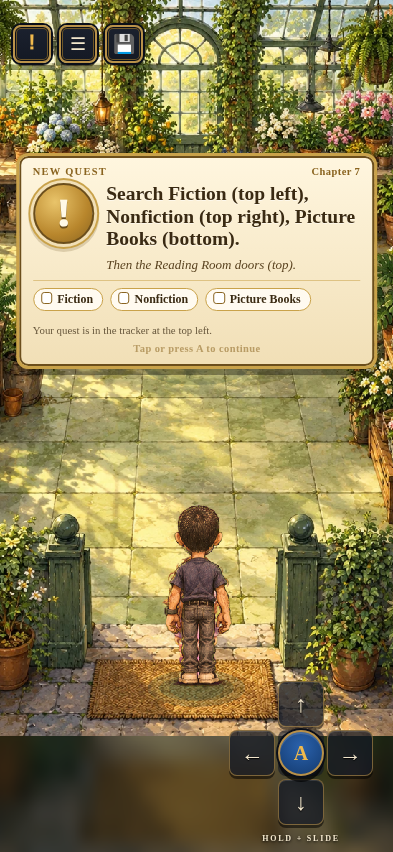 !
☰
NEW QUEST
Chapter 7
!
Search Fiction (top left),
Nonfiction (top right), Picture
Books (bottom).
Then the Reading Room doors (top).
Fiction
Nonfiction
Picture Books
Your quest is in the tracker at the top left.
Tap or press A to continue
↑
← A →
↓
HOLD + SLIDE